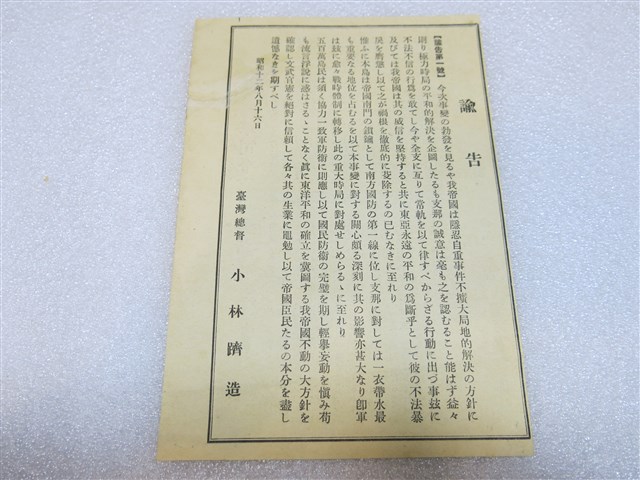 諭告
【諭告第一號】 今次事變の勃發を見るや我帝國は隱忍自重事件不擴大局地的解決の方針に
則り極力時局の平和的解決を企圖したるも支那の誠意は毫も之を認むること能はず益々
不法不信の行爲を敢てし今や全支に亙りて常軌を以て律すべからざる行動に出づ事玆に
及びては我帝國は其の威信を堅持すると共に東亞永遠の平和の爲斷乎として彼の不法暴
戾を膺懲し以て之が禍根を徹底的に芟除するの已むなきに至れり
惟ふに本島は帝國南門の鎖鑰として南方國防の第一線に位し支那に對しては一衣帶水最
も重要なる地位を占むるを以て本事變に對する關心頗る深刻に其の影響亦甚大なり卽軍
は玆に愈々戰時體制に轉移し此の重大時局に對處せしめらるゝに至れり
五百萬島民は須く協力一致軍防衞に則應し以て國民防衞の完璧を期し輕擧妄動を愼み苟
も流言浮說に惑はさるゝことなく眞に東洋平和の確立を冀圖する我帝國不動の大方針を
確認し文武官憲を絕對に信賴して各々其の生業に黽勉し以て帝國臣民たるの本分を盡し
遺憾なきを期すべし
昭和十二年八月十六日
臺灣總督 小林躋造